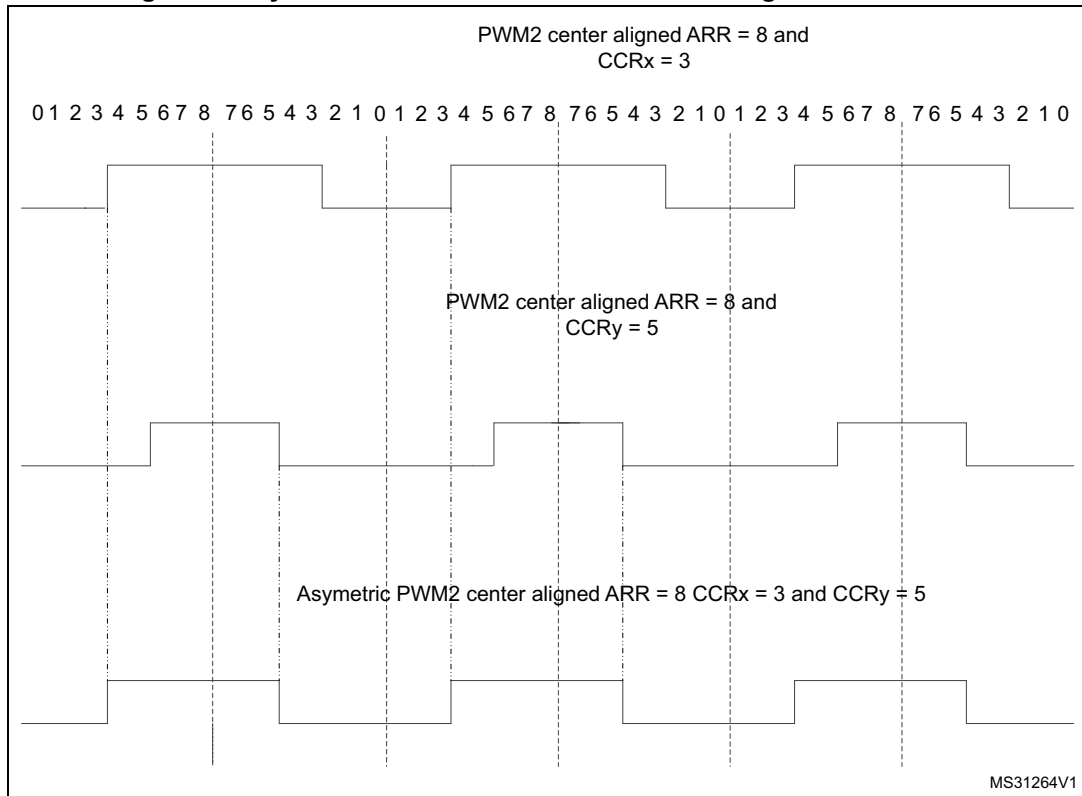 PWM2 center aligned ARR = 8 and
CCRx = 3
0 1 2 3 4 5 6 7 8 7 6 5 4 3 2 1 0 1 2 3 4 5 6 7 8 7 6 5 4 3 2 1 0 1 2 3 4 5 6 7 8 7 6 5 4 3 2 1 0
PWM2 center aligned ARR = 8 and
CCRy = 5
Asymetric PWM2 center aligned ARR = 8 CCRx = 3 and CCRy = 5
MS31264V1